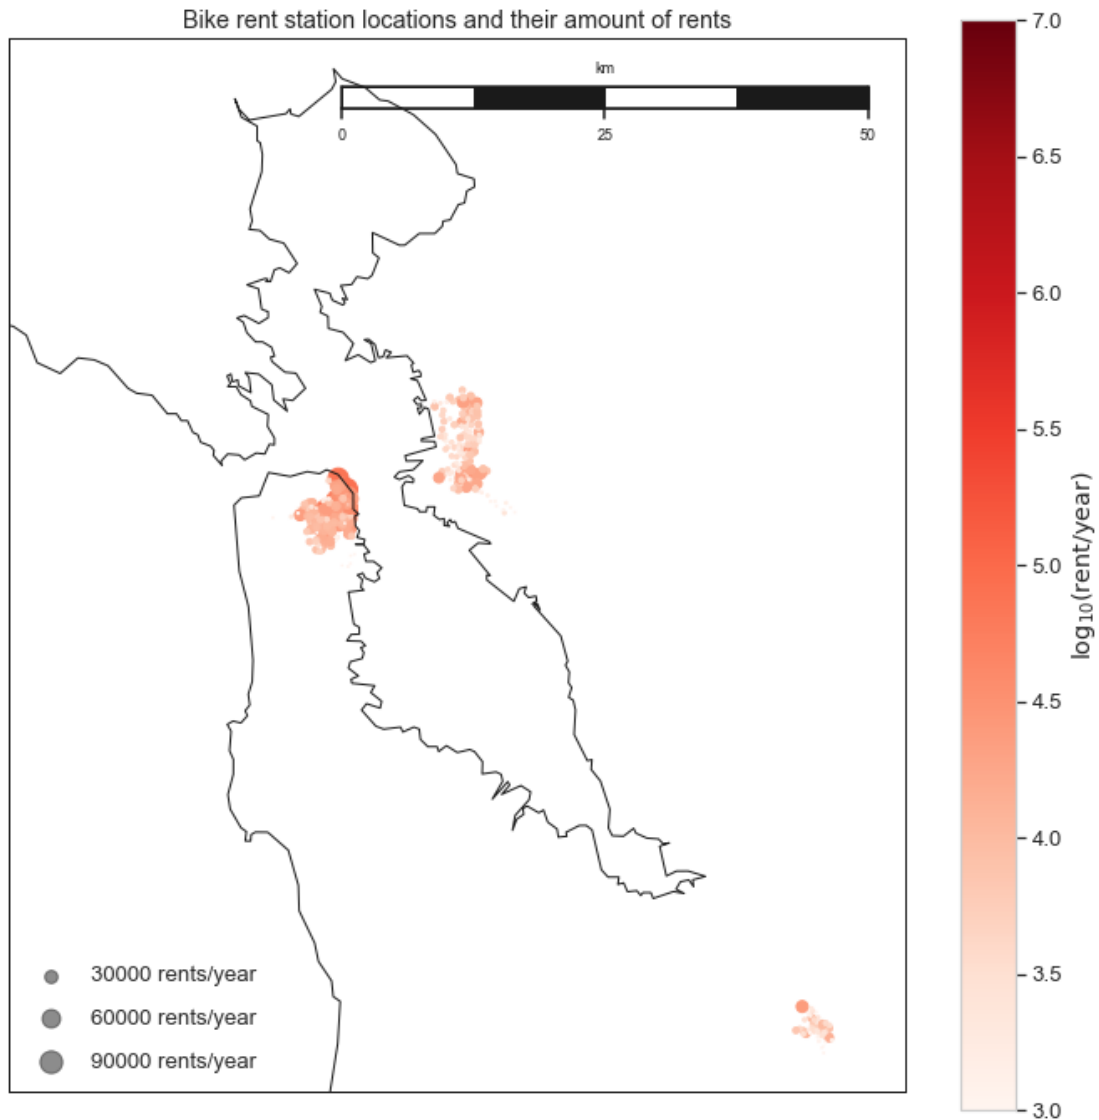 Bike rent station locations and their amount of rents
km
0
25
50
30000 rents/year
60000 rents/year
90000 rents/year
7.0
6.5
6.0
5.5
5.0
4.5
4.0
3.5
3.0
log₁₀(rent/year)